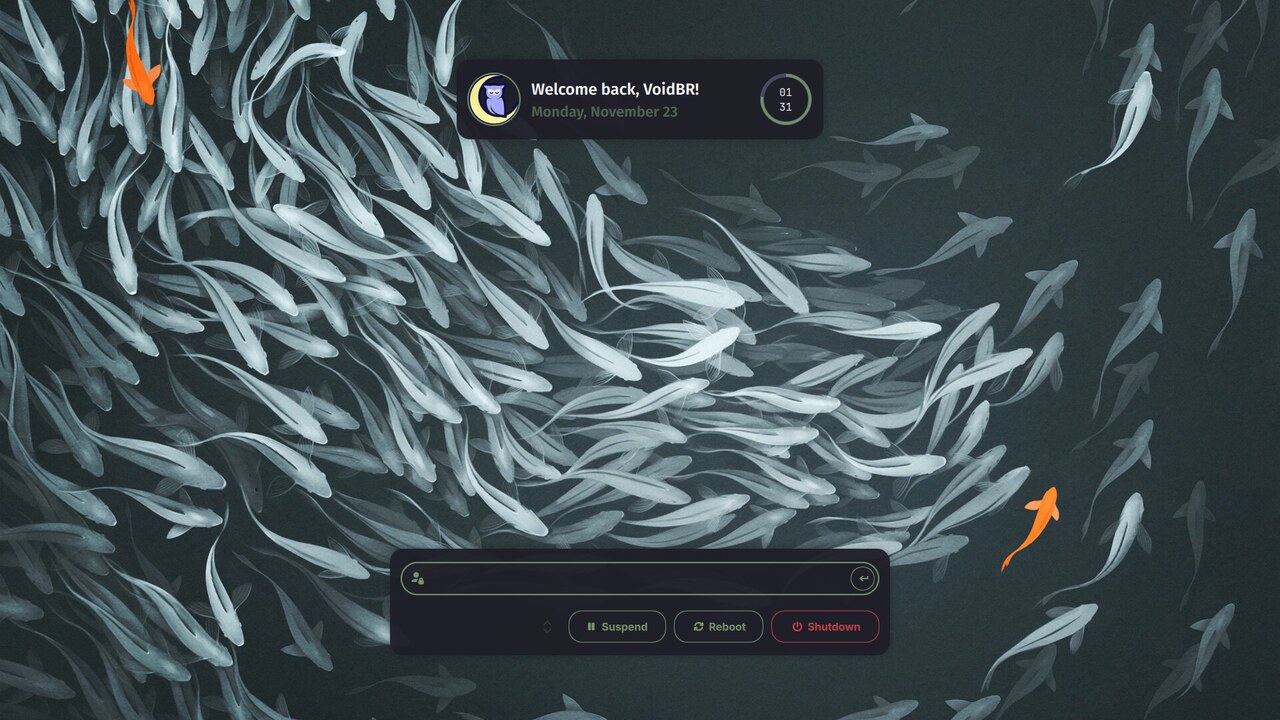 Welcome back, VoidBR!
Monday, November 23
01
31
Suspend
Reboot
Shutdown